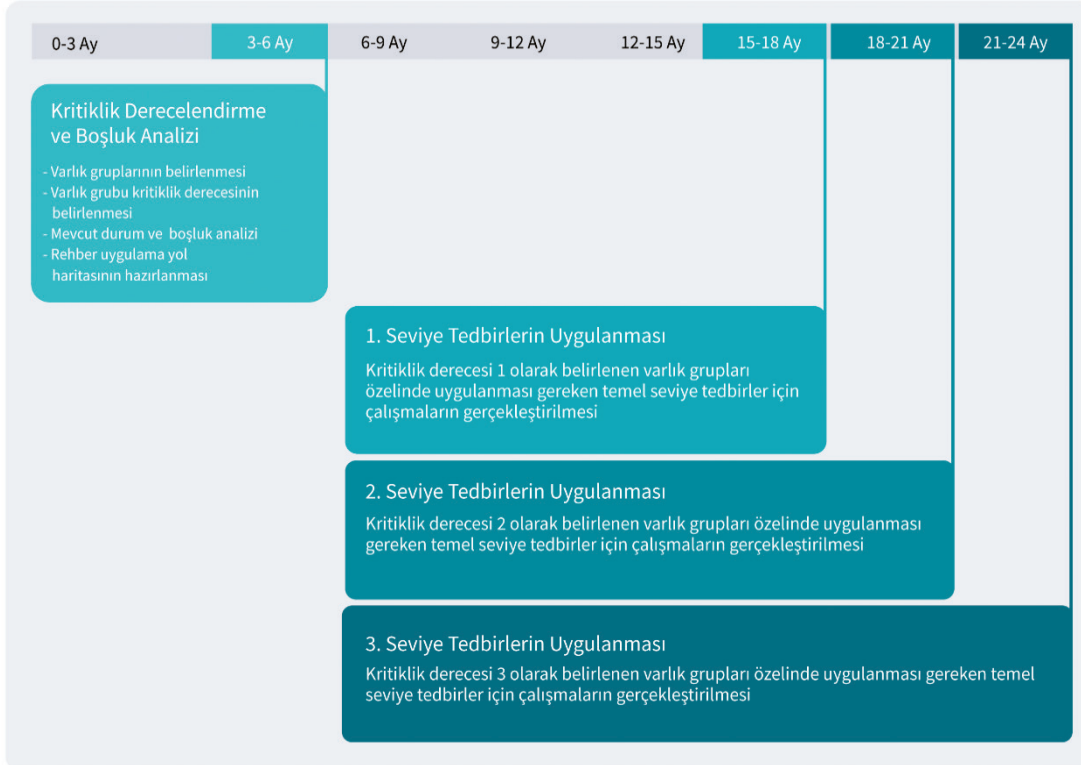 0-3 Ay
3-6 Ay
6-9 Ay
9-12 Ay
12-15 Ay
15-18 Ay
18-21 Ay
21-24 Ay
Kritiklik Derecelendirme
ve Boşluk Analizi
- Varlık gruplarının belirlenmesi
- Varlık grubu kritiklik derecesinin
belirlenmesi
- Mevcut durum ve boşluk analizi
- Rehber uygulama yol
haritasının hazırlanması
1. Seviye Tedbirlerin Uygulanması
Kritiklik derecesi 1 olarak belirlenen varlık grupları
özelinde uygulanması gereken temel seviye tedbirler için
çalışmaların gerçekleştirilmesi
2. Seviye Tedbirlerin Uygulanması
Kritiklik derecesi 2 olarak belirlenen varlık grupları özelinde uygulanması
gereken temel seviye tedbirler için çalışmaların gerçekleştirilmesi
3. Seviye Tedbirlerin Uygulanması
Kritiklik derecesi 3 olarak belirlenen varlık grupları özelinde uygulanması gereken temel
seviye tedbirler için çalışmaların gerçekleştirilmesi